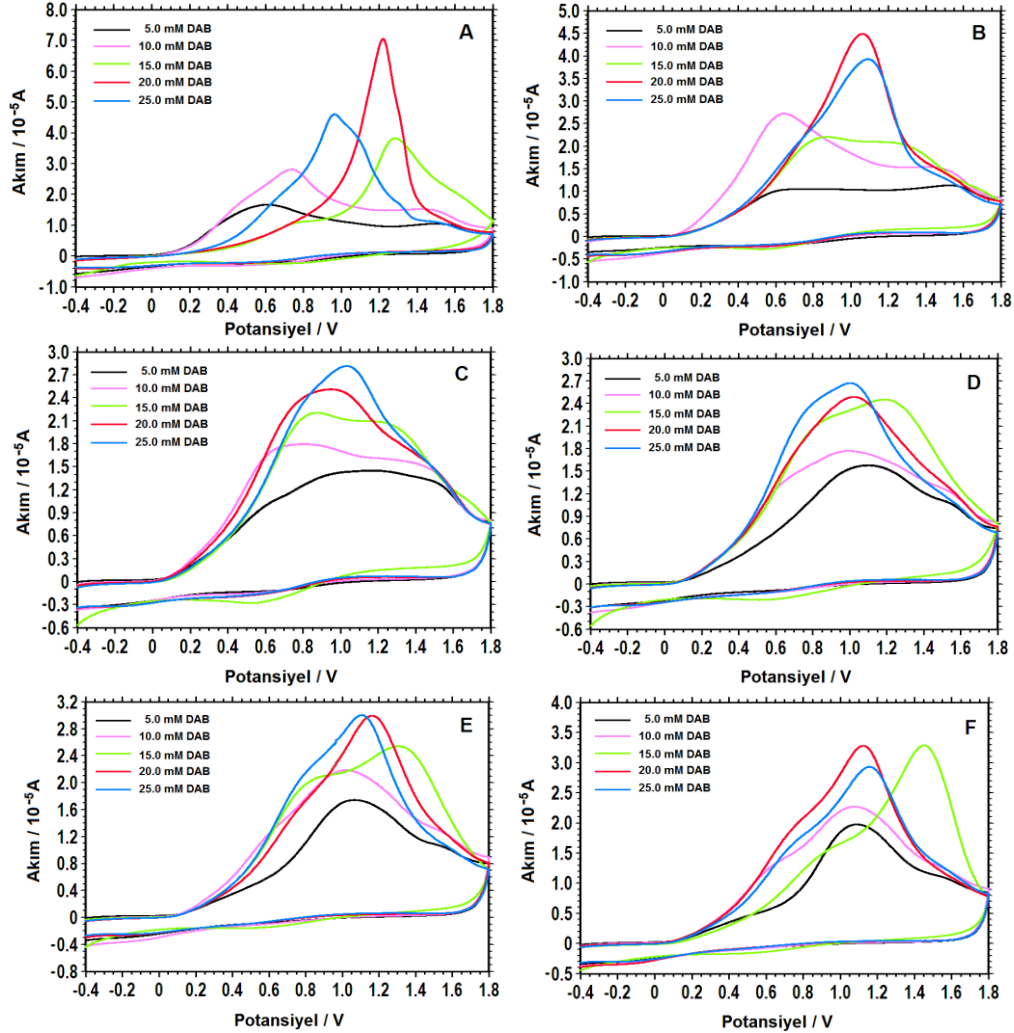 A
5.0 mM DAB
10.0 mM DAB
15.0 mM DAB
20.0 mM DAB
25.0 mM DAB
8.0
7.0
6.0
5.0
4.0
3.0
2.0
1.0
0
-1.0
Akım / 10⁻⁵A
-0.4 -0.2 0 0.2 0.4 0.6 0.8 1.0 1.2 1.4 1.6 1.8
Potansiyel / V
B
5.0 mM DAB
10.0 mM DAB
15.0 mM DAB
20.0 mM DAB
25.0 mM DAB
5.0
4.5
4.0
3.5
3.0
2.5
2.0
1.5
1.0
0.5
0
-0.5
-1.0
Akım / 10⁻⁵A
-0.4 -0.2 0 0.2 0.4 0.6 0.8 1.0 1.2 1.4 1.6 1.8
Potansiyel / V
C
5.0 mM DAB
10.0 mM DAB
15.0 mM DAB
20.0 mM DAB
25.0 mM DAB
3.0
2.7
2.4
2.1
1.8
1.5
1.2
0.9
0.6
0.3
0
-0.3
-0.6
Akım / 10⁻⁵A
-0.4 -0.2 0 0.2 0.4 0.6 0.8 1.0 1.2 1.4 1.6 1.8
Potansiyel / V
D
5.0 mM DAB
10.0 mM DAB
15.0 mM DAB
20.0 mM DAB
25.0 mM DAB
3.0
2.7
2.4
2.1
1.8
1.5
1.2
0.9
0.6
0.3
0
-0.3
-0.6
Akım / 10⁻⁵A
-0.4 -0.2 0 0.2 0.4 0.6 0.8 1.0 1.2 1.4 1.6 1.8
Potansiyel / V
E
5.0 mM DAB
10.0 mM DAB
15.0 mM DAB
20.0 mM DAB
25.0 mM DAB
3.2
2.8
2.4
2.0
1.6
1.2
0.8
0.4
0
-0.4
-0.8
Akım / 10⁻⁵A
-0.4 -0.2 0 0.2 0.4 0.6 0.8 1.0 1.2 1.4 1.6 1.8
Potansiyel / V
F
5.0 mM DAB
10.0 mM DAB
15.0 mM DAB
20.0 mM DAB
25.0 mM DAB
4.0
3.5
3.0
2.5
2.0
1.5
1.0
0.5
0
-0.5
Akım / 10⁻⁵A
-0.4 -0.2 0 0.2 0.4 0.6 0.8 1.0 1.2 1.4 1.6 1.8
Potansiyel / V